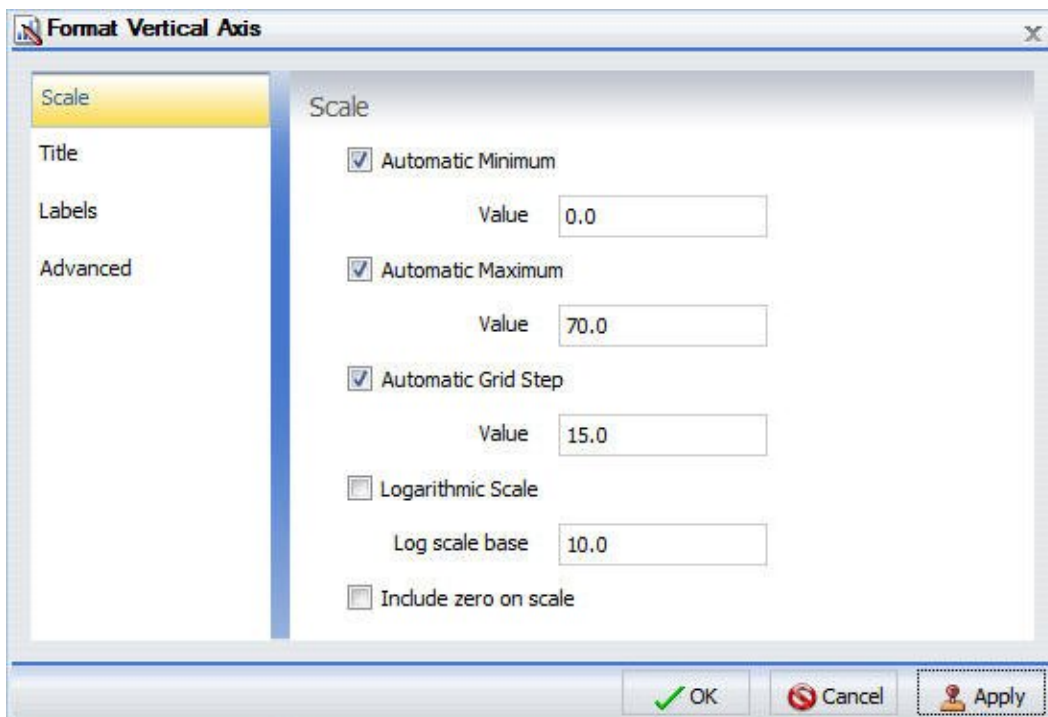 Format Vertical Axis
x
Scale
Title
Labels
Advanced
Scale
Automatic Minimum
Value 0.0
Automatic Maximum
Value 70.0
Automatic Grid Step
Value 15.0
Logarithmic Scale
Log scale base 10.0
Include zero on scale
OK Cancel Apply